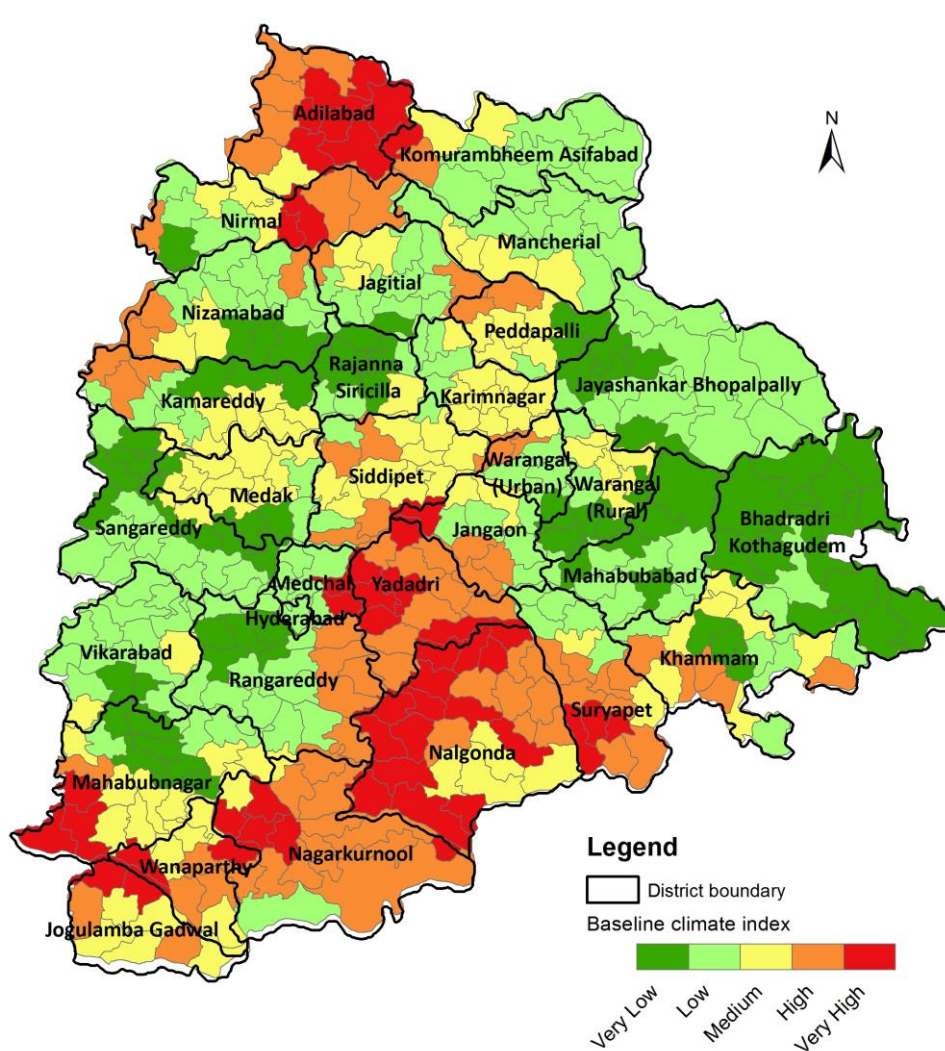 N
Adilabad
Komurambheem Asifabad
Nirmal
Mancherial
Jagitial
Nizamabad
Peddapalli
Rajanna
Siricilla
Jayashankar Bhopalpally
Kamareddy
Karimnagar
Warangal
(Urban)
Siddipet
Medak
Warangal
(Rural)
Sangareddy
Jangaon
Bhadradri
Kothagudem
Medchal
Yadadri
Mahabubabad
Hyderabad
Vikarabad
Khammam
Rangareddy
Suryapet
Nalgonda
Mahabubnagar
Nagarkurnool
Wanaparthy
Jogulamba Gadwal
Legend
District boundary
Baseline climate index
Very Low
Low
Medium
High
Very High